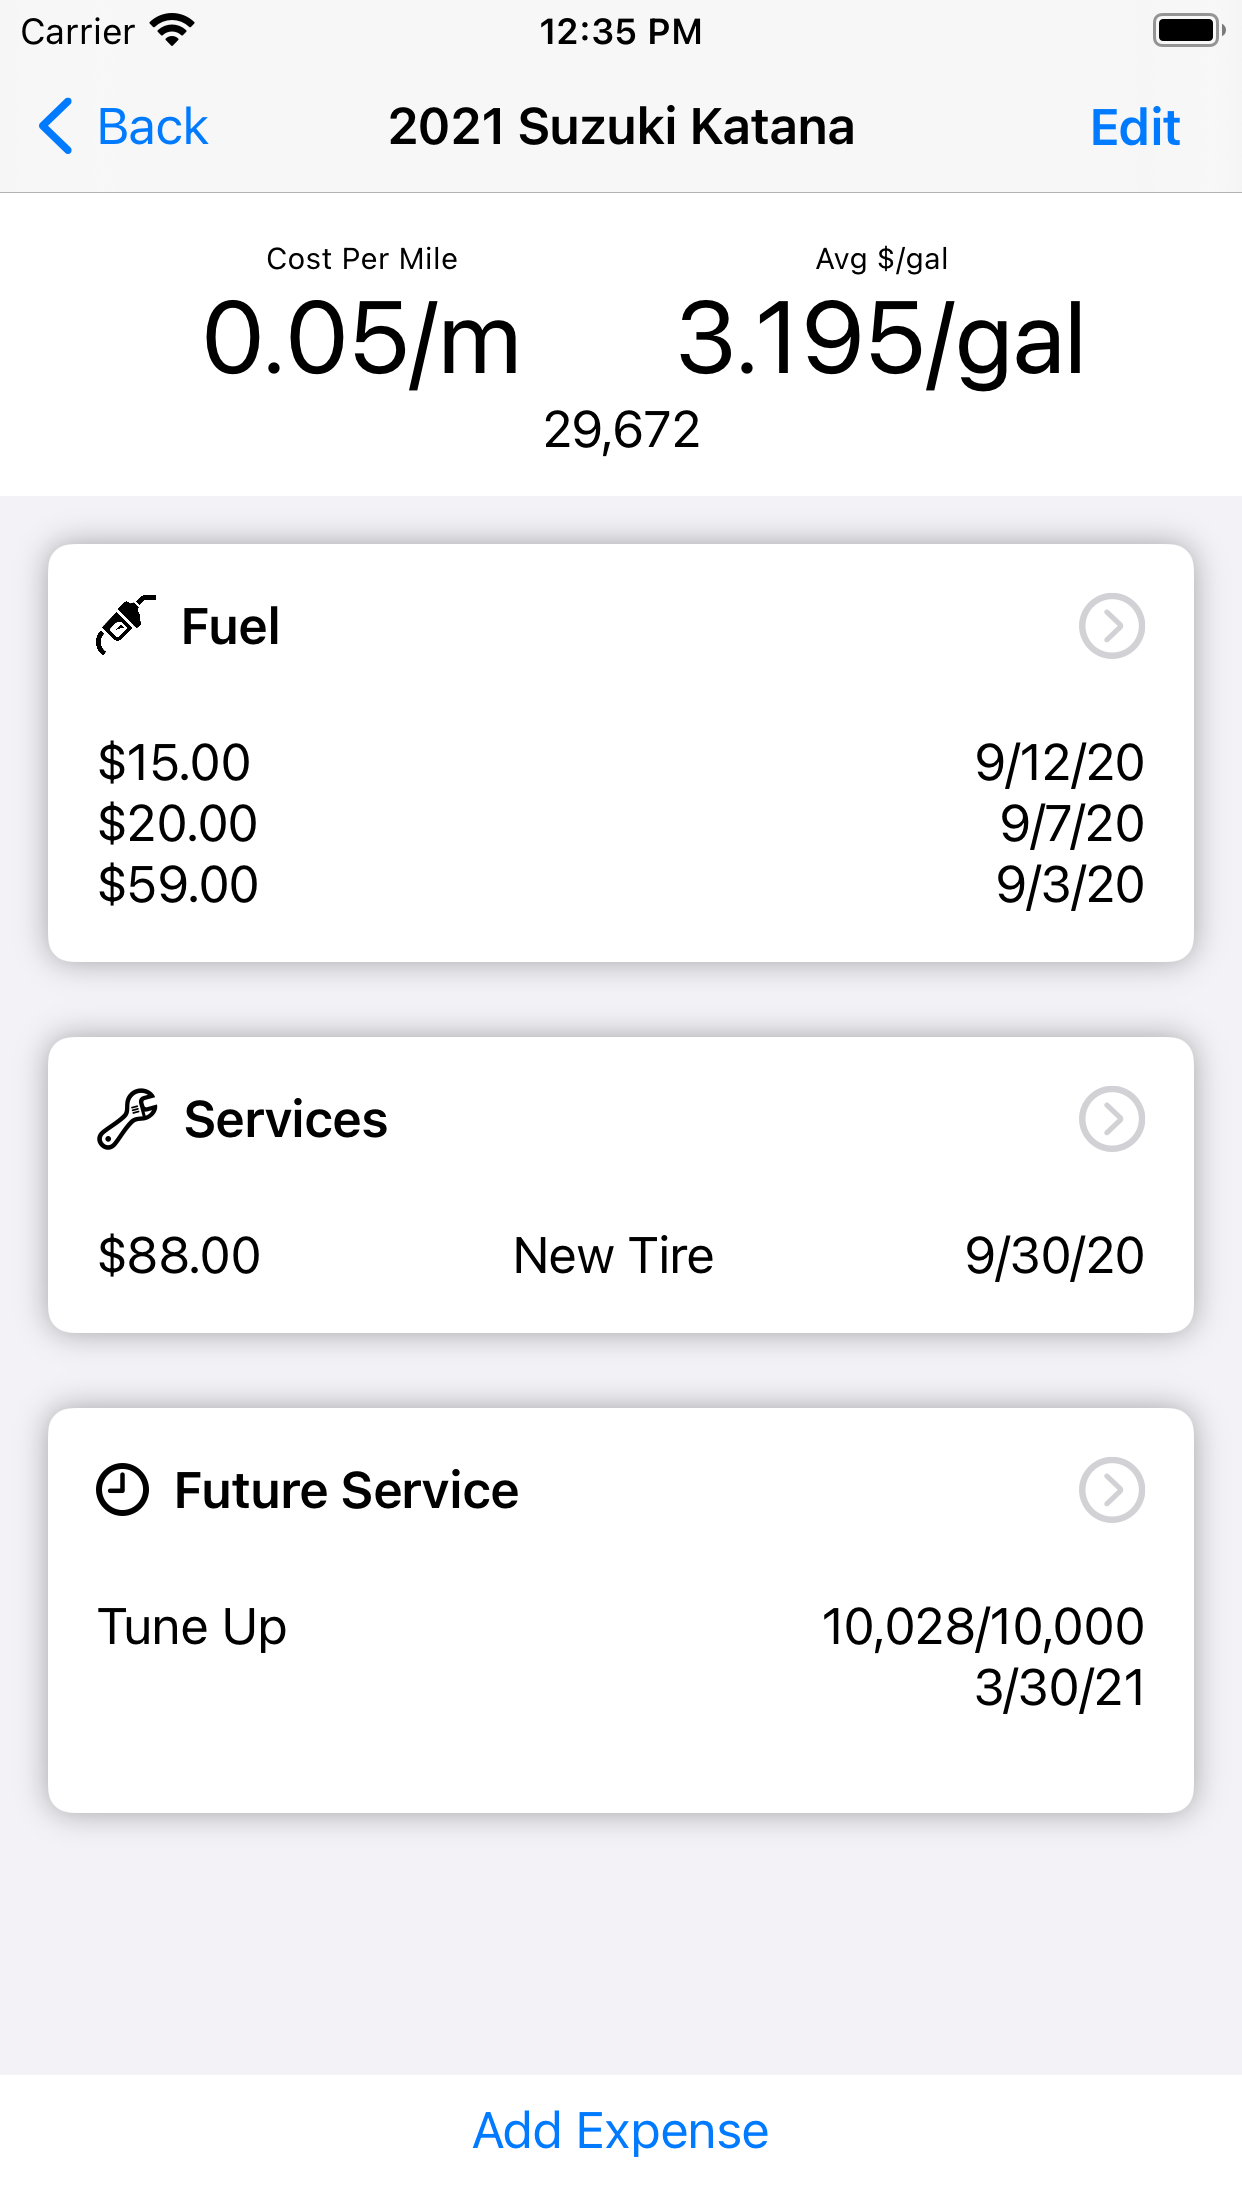 Carrier 12:35 PM
Back 2021 Suzuki Katana Edit
Cost Per Mile Avg $/gal
0.05/m 3.195/gal
29,672
Fuel
$15.00 9/12/20
$20.00 9/7/20
$59.00 9/3/20
Services
$88.00 New Tire 9/30/20
Future Service
Tune Up 10,028/10,000
3/30/21
Add Expense